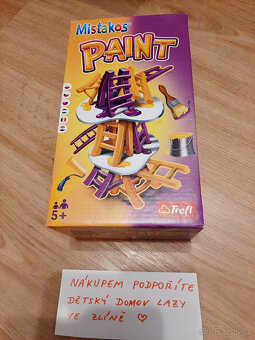 Mistakos®
PAINT
5+
Trefl
NÁKUPEM PODPOŘÍTE
DĚTSKÝ DOMOV LAZY
VE ZLÍNĚ ♡